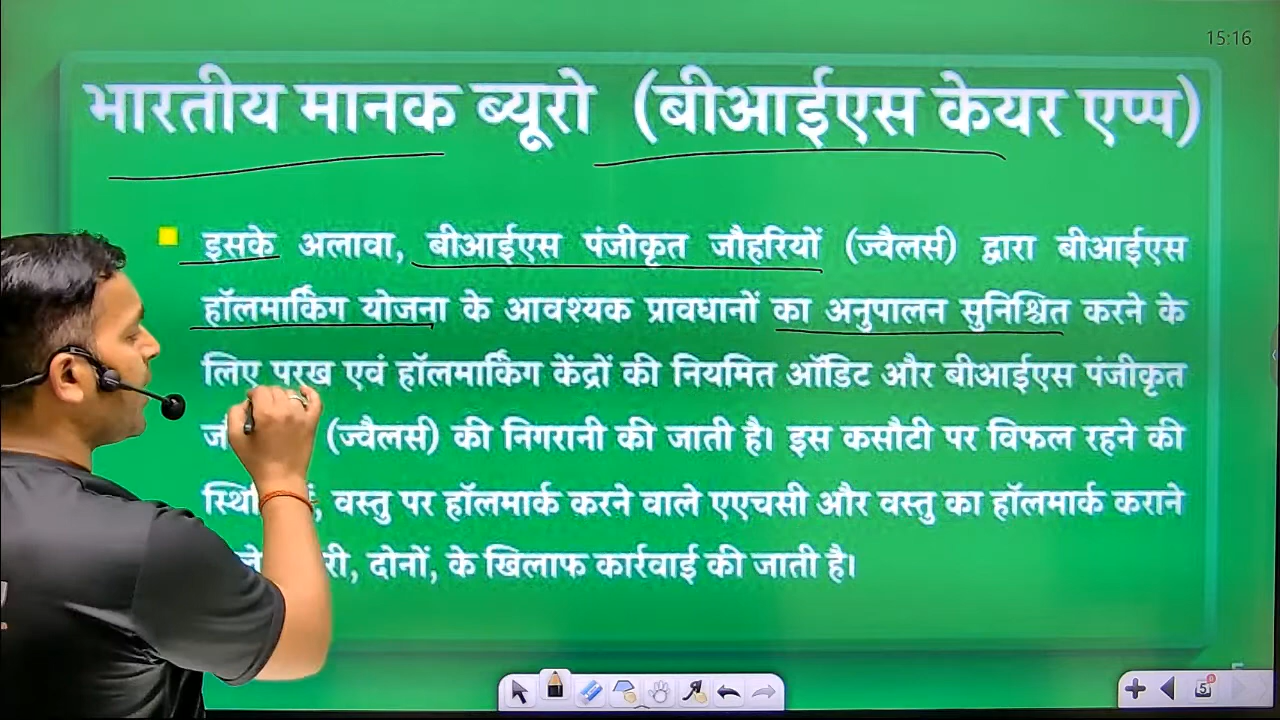 15:16
भारतीय मानक ब्यूरो (बीआईएस केयर एप्प)
इसके अलावा, बीआईएस पंजीकृत जौहरियों (ज्वैलर्स) द्वारा बीआईएस
हॉलमार्किंग योजना के आवश्यक प्रावधानों का अनुपालन सुनिश्चित करने के
लिए परख एवं हॉलमार्किंग केंद्रों की नियमित ऑडिट और बीआईएस पंजीकृत
(ज्वैलर्स) की निगरानी की जाती है। इस कसौटी पर विफल रहने की
वस्तु पर हॉलमार्क करने वाले एएचसी और वस्तु का हॉलमार्क कराने
दोनों, के खिलाफ कार्रवाई की जाती है।
5